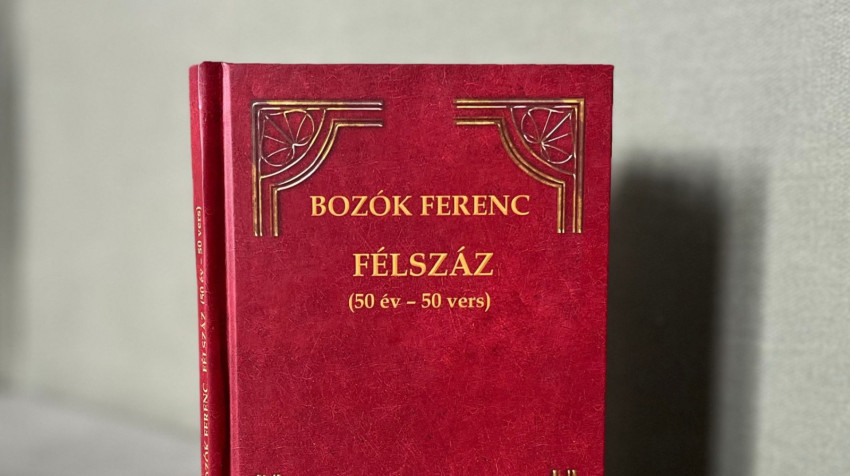 BOZÓK FERENC
FÉLSZÁZ
(50 év – 50 vers)
BOZÓK FERENC FÉLSZÁZ (50 év – 50 vers)